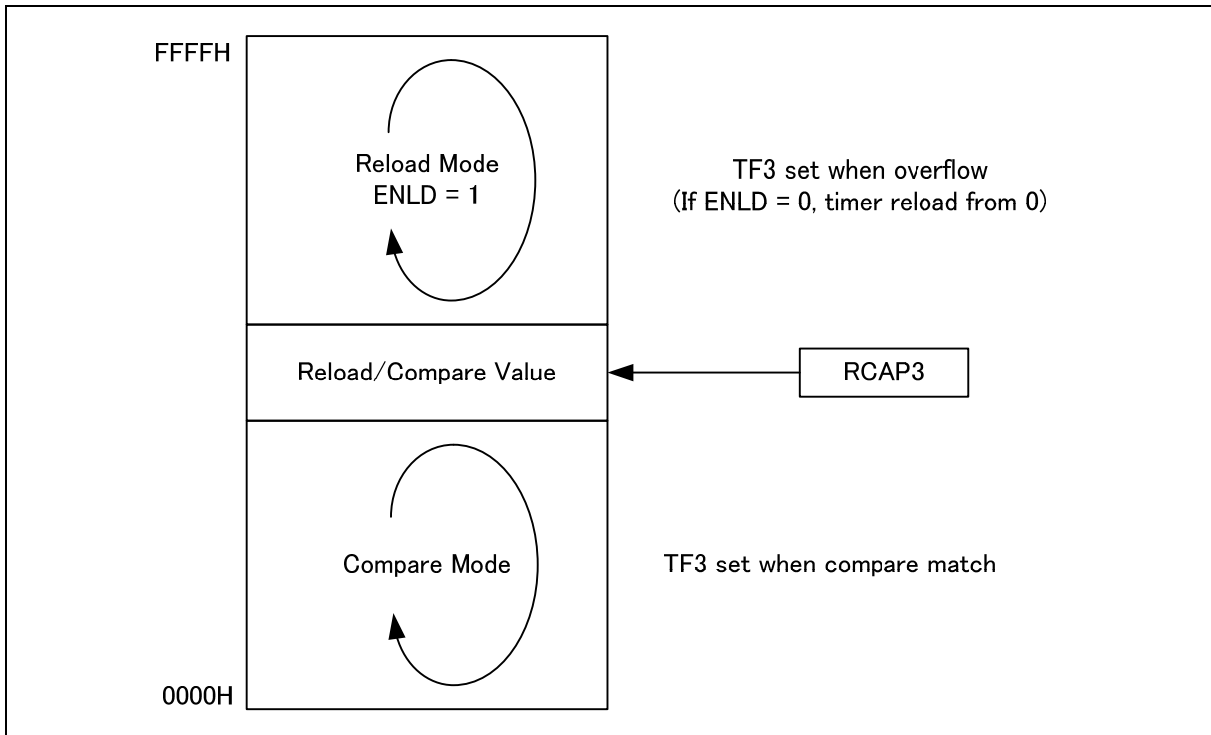 FFFFH
Reload Mode
ENLD = 1
TF3 set when overflow
(If ENLD = 0, timer reload from 0)
Reload/Compare Value
RCAP3
Compare Mode
TF3 set when compare match
0000H